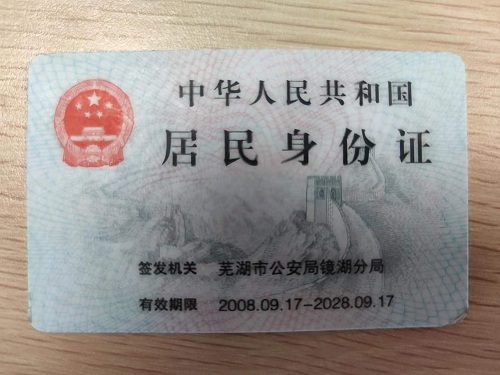 中华人民共和国
居民身份证
签发机关 芜湖市公安局镜湖分局
有效期限 2008.09.17-2028.09.17